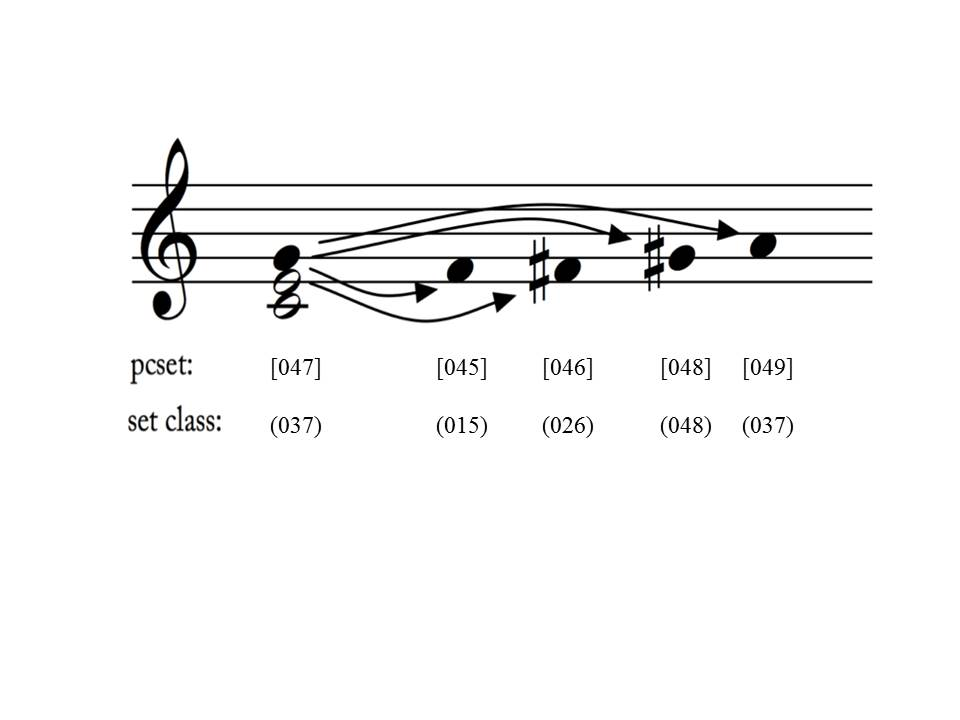 pcset: [047] [045] [046] [048] [049]
set class: (037) (015) (026) (048) (037)